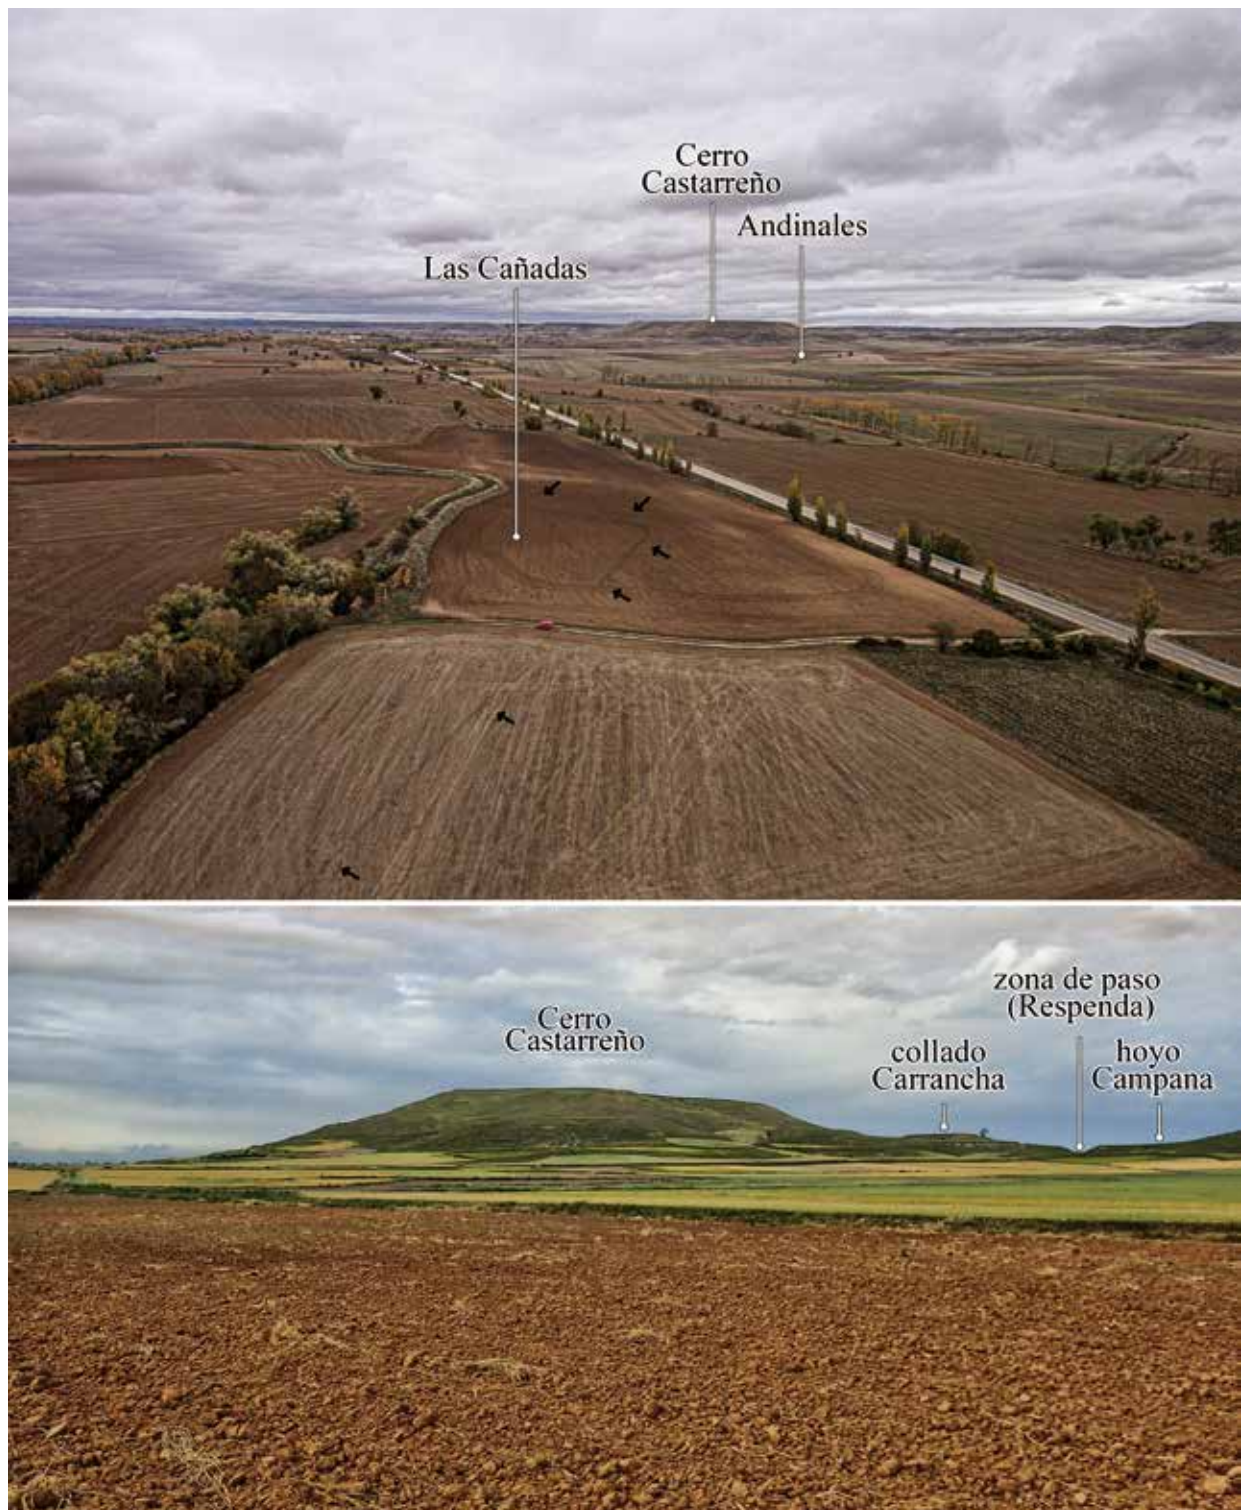 Cerro
Castarreño
Andinales
Las Cañadas
Cerro
Castarreño
zona de paso
(Respenda)
collado
Carrancha
hoyo
Campana